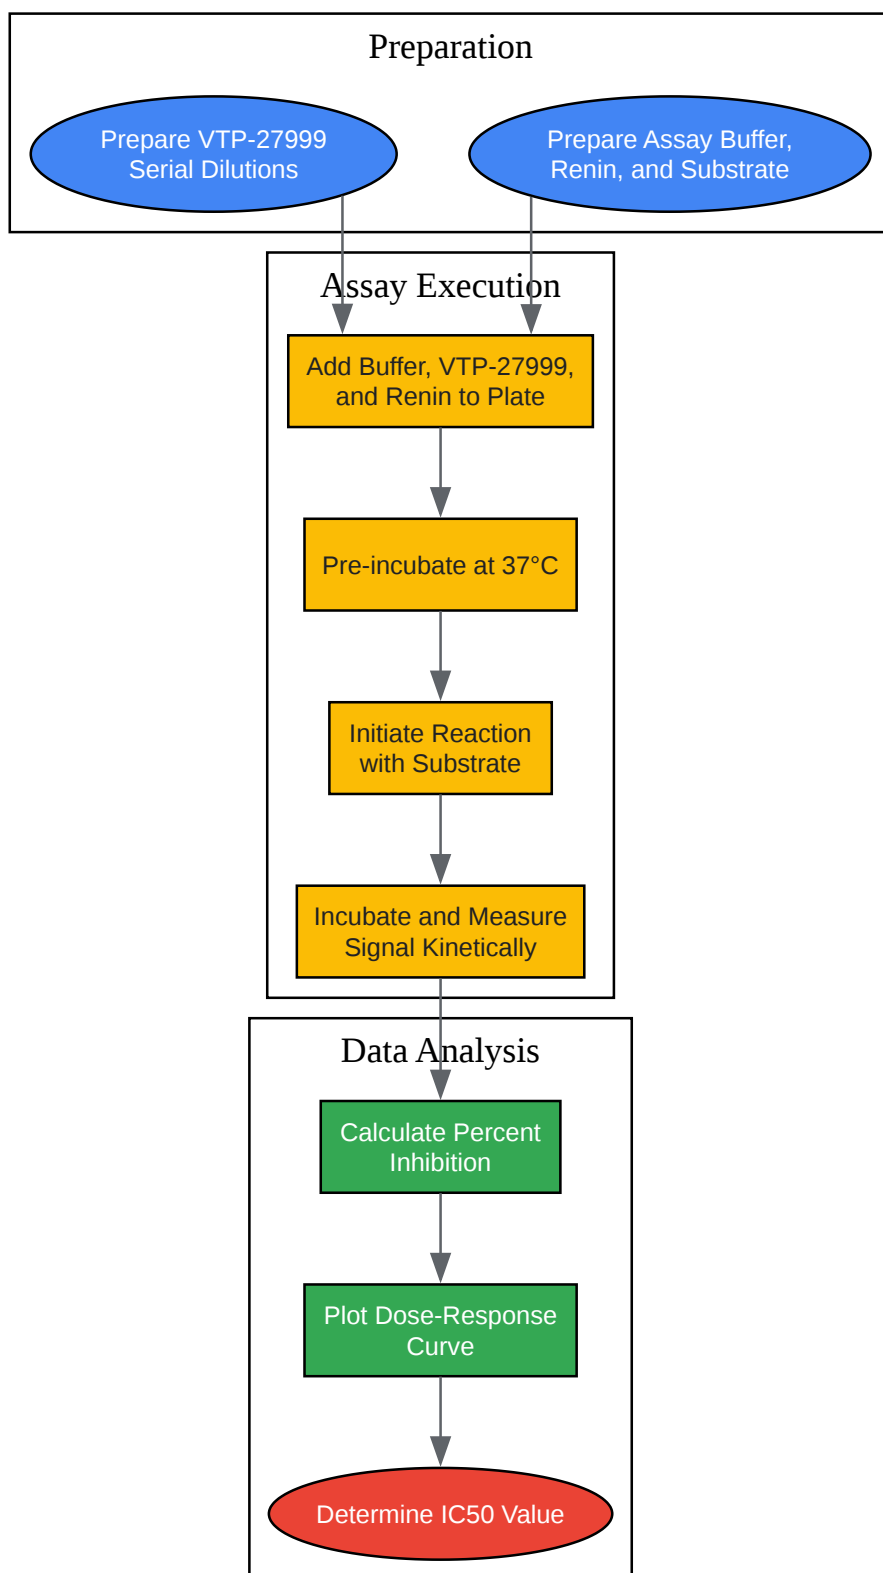 Preparation
Prepare VTP-27999
Serial Dilutions
Prepare Assay Buffer,
Renin, and Substrate
Assay Execution
Add Buffer, VTP-27999,
and Renin to Plate
Pre-incubate at 37°C
Initiate Reaction
with Substrate
Incubate and Measure
Signal Kinetically
Data Analysis
Calculate Percent
Inhibition
Plot Dose-Response
Curve
Determine IC50 Value